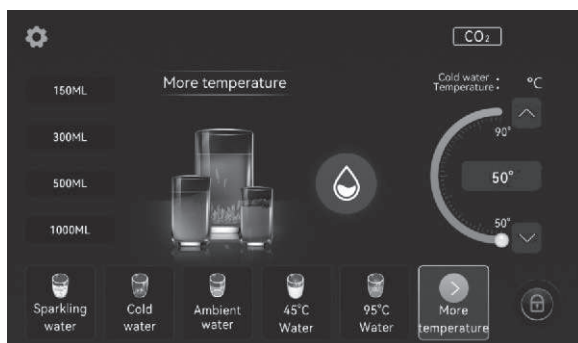 CO₂
More temperature
Cold water
Temperature
°C
150ML
300ML
500ML
1000ML
90°
50°
50°
Sparkling
water
Cold
water
Ambient
water
45°C
Water
95°C
Water
More
temperature